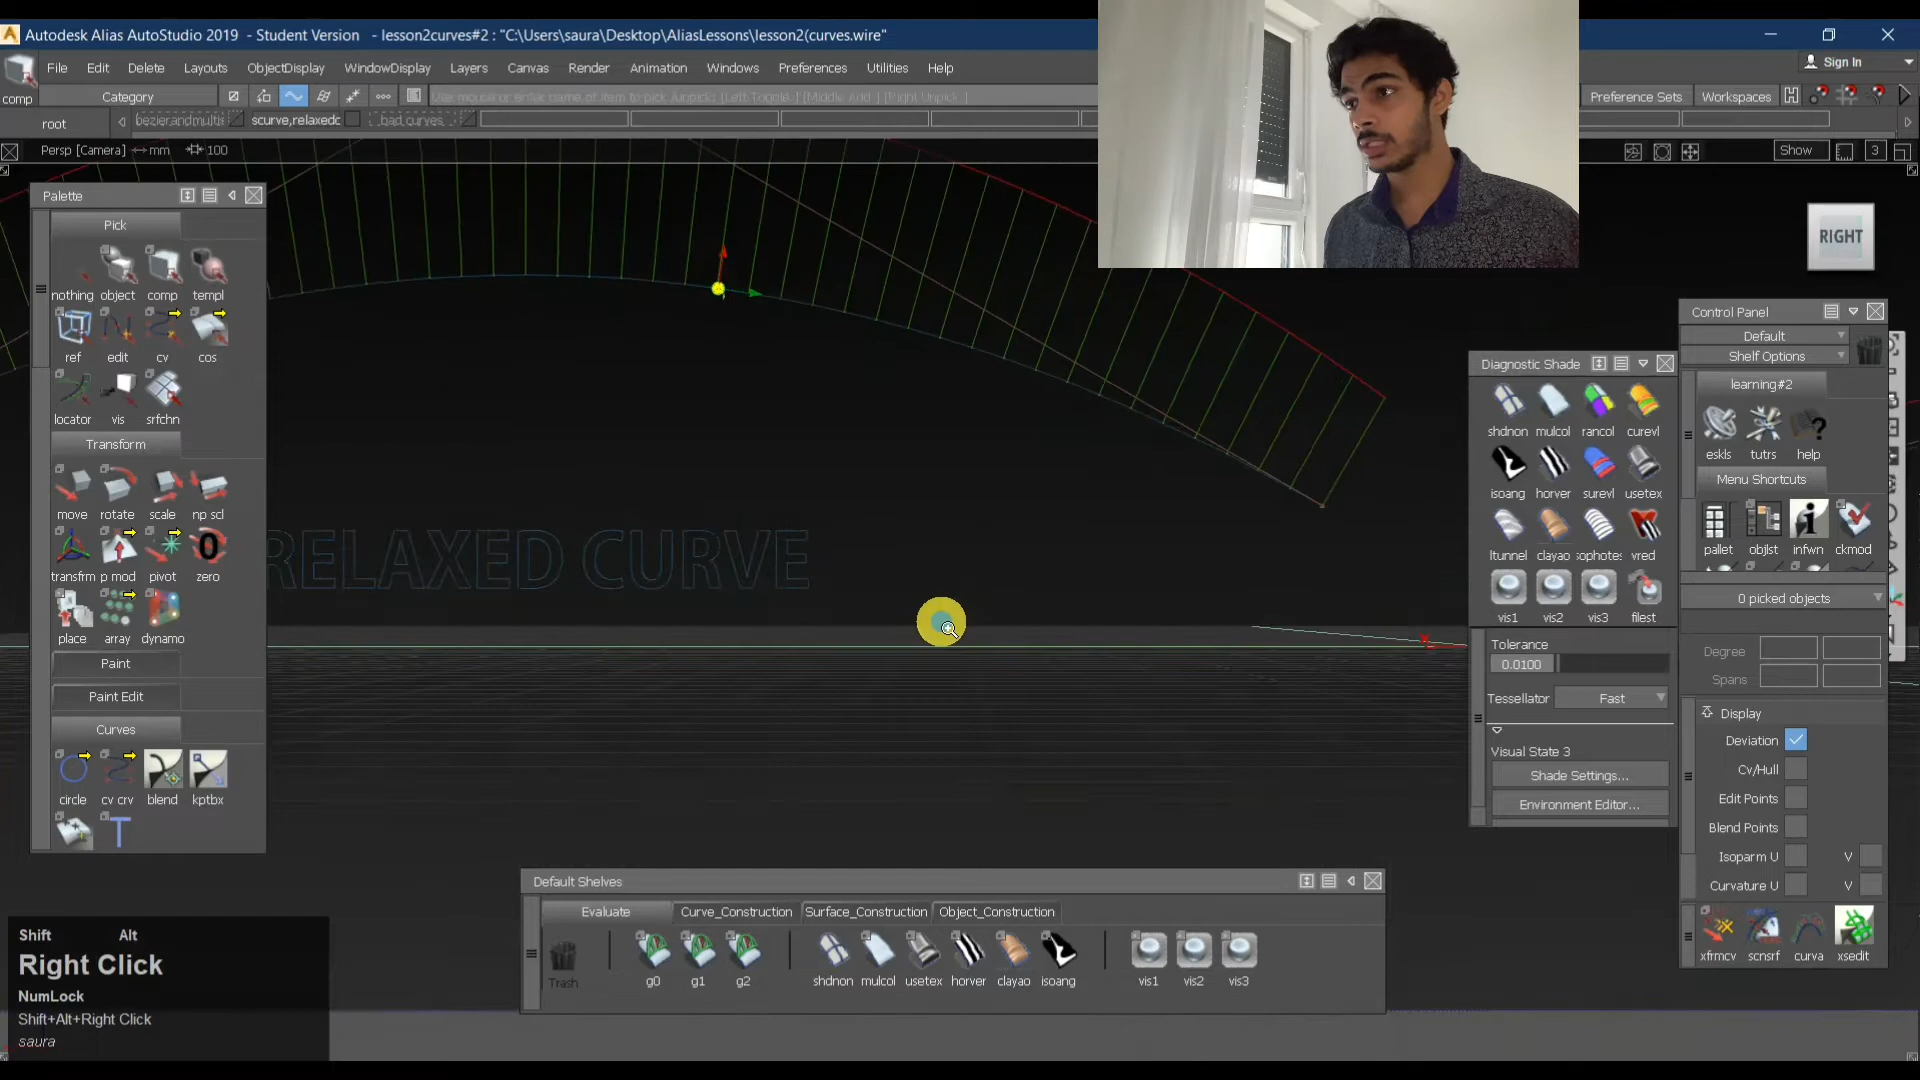 Autodesk Alias AutoStudio 2019 - Student Version - lesson2curves#2 : "C:\Users\saura\Desktop\AliasLessons\lesson2(curves.wire"
File Edit Delete Layouts ObjectDisplay WindowDisplay Layers Canvas Render Animation Windows Preferences Utilities Help
Sign In
comp
Category
Preference Sets Workspaces
root
scurve,relaxedc
bad curves
Persp [Camera] mm 100
Show 3
RIGHT
Palette
Pick
nothing object comp templ
ref edit cv cos
locator vis srfchn
Transform
move rotate scale np scl
transfrm p mod pivot zero
place array dynamo
Paint
Paint Edit
Curves
circle cv crv blend kptbx
T
RELAXED CURVE
Diagnostic Shade
shdnon mulcol rancol curevl
isoang horver surevl usetex
ltunnel clayao sophotes vred
vis1 vis2 vis3 filest
Tolerance
0.0100
Tessellator Fast
Visual State 3
Shade Settings...
Environment Editor...
Control Panel
Default
Shelf Options
learning#2
eskls tutrs help
Menu Shortcuts
pallet objlst infwn ckmod
0 picked objects
Degree
Spans
Display
Deviation
Cv/Hull
Edit Points
Blend Points
Isoparm U V
Curvature U V
xfrmcv scnsrf curva xsedit
Default Shelves
Evaluate Curve_Construction Surface_Construction Object_Construction
Trash
g0 g1 g2 shdnon mulcol usetex horver clayao isoang vis1 vis2 vis3
Shift Alt
Right Click
NumLock
Shift+Alt+Right Click
saura